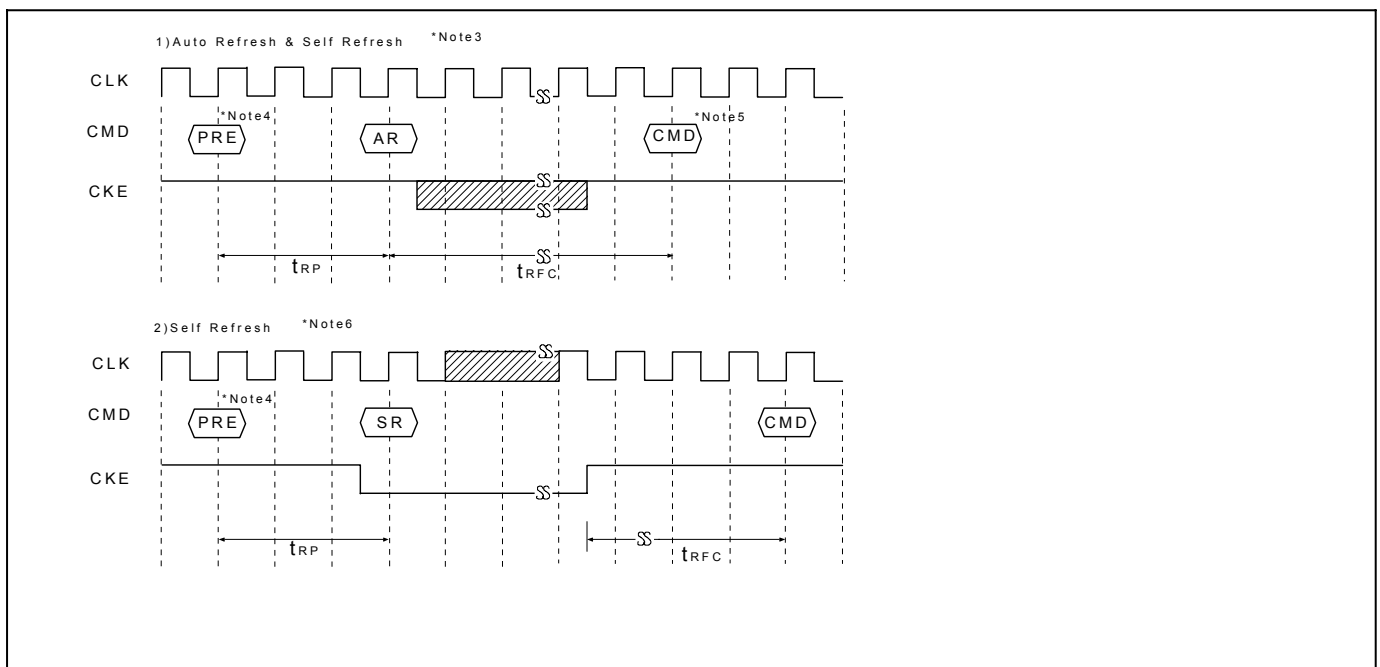 1)Auto Refresh & Self Refresh *Note3
CLK
*Note4 *Note5
CMD PRE AR CMD
CKE
tRP tRFC
2)Self Refresh *Note6
CLK
*Note4
CMD PRE SR CMD
CKE
tRP tRFC